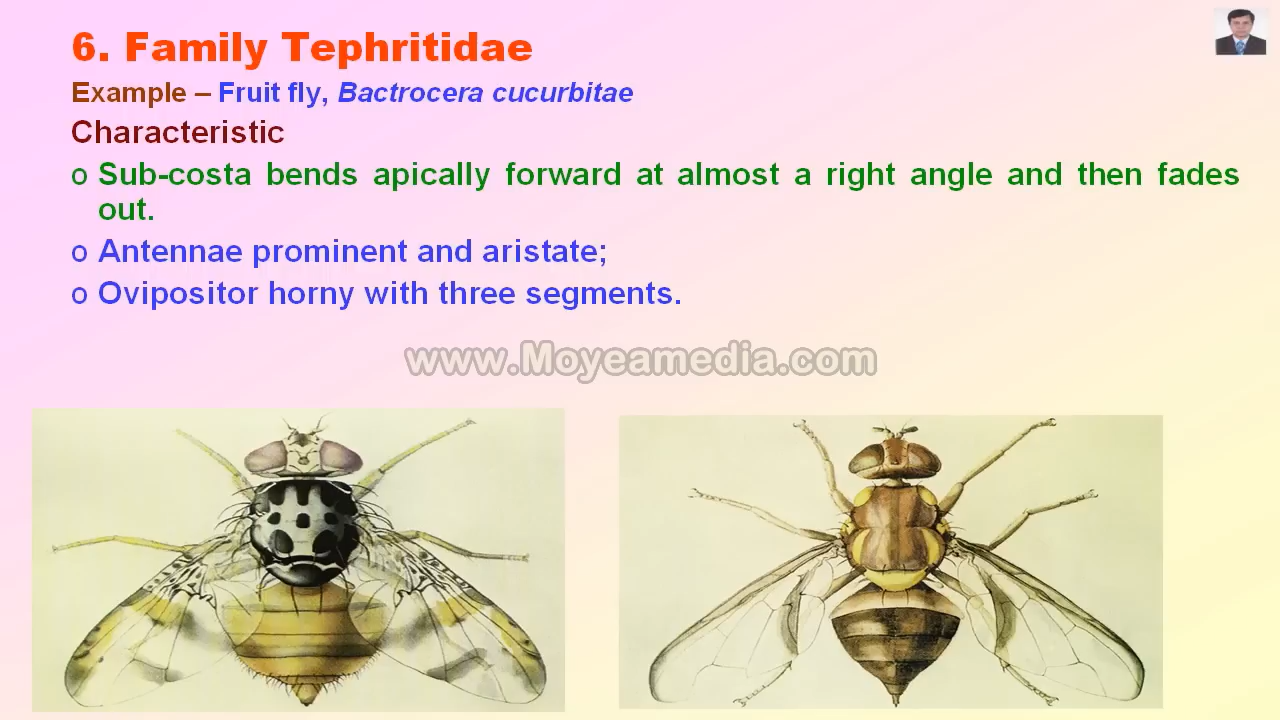 6. Family Tephritidae
Example – Fruit fly, Bactrocera cucurbitae
Characteristic
o Sub-costa bends apically forward at almost a right angle and then fades
out.
o Antennae prominent and aristate;
o Ovipositor horny with three segments.
www.Moyeamedia.com